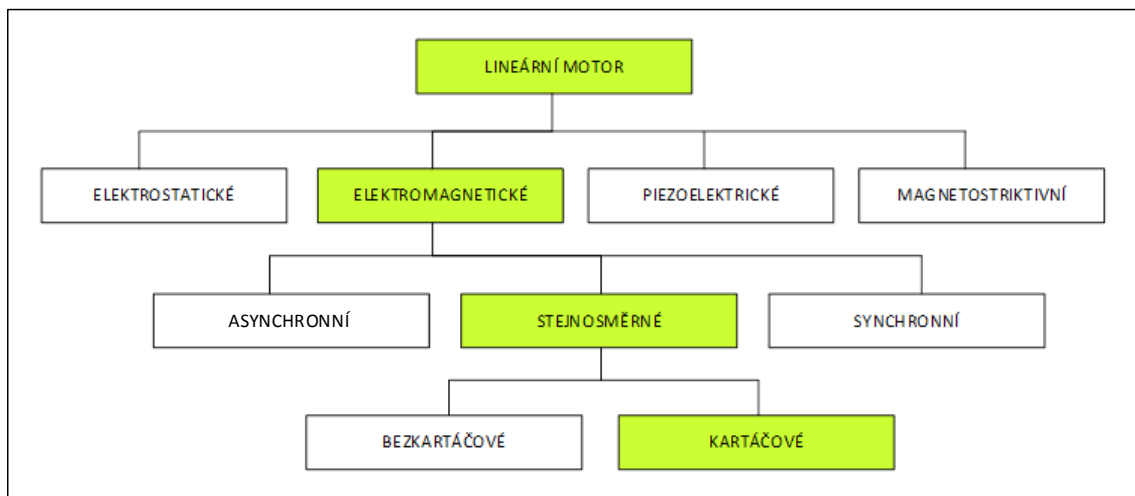 LINEÁRNÍ MOTOR
ELEKTROSTATICKÉ
ELEKTROMAGNETICKÉ
PIEZOELEKTRICKÉ
MAGNETOSTRIKTIVNÍ
ASYNCHRONNÍ
STEJNOSMĚRNÉ
SYNCHRONNÍ
BEZKARTÁČOVÉ
KARTÁČOVÉ